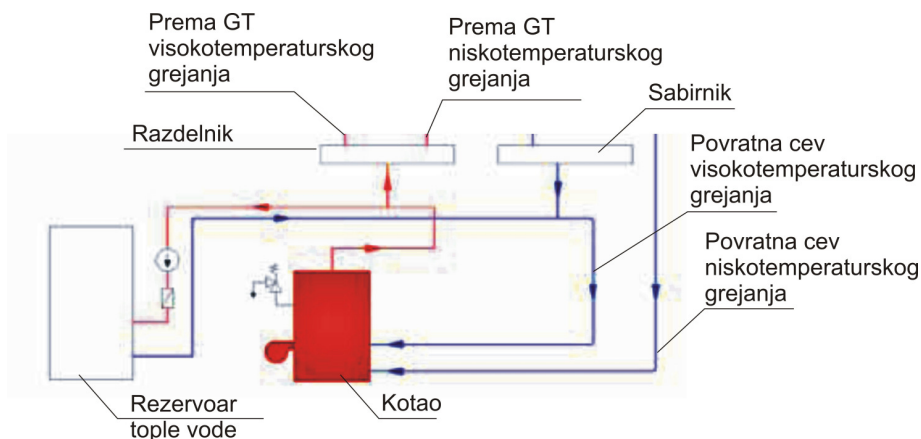 Prema GT
visokotemperaturskog
grejanja
Prema GT
niskotemperaturskog
grejanja
Sabirnik
Razdelnik
Povratna cev
visokotemperaturskog
grejanja
Povratna cev
niskotemperaturskog
grejanja
Rezervoar
tople vode
Kotao